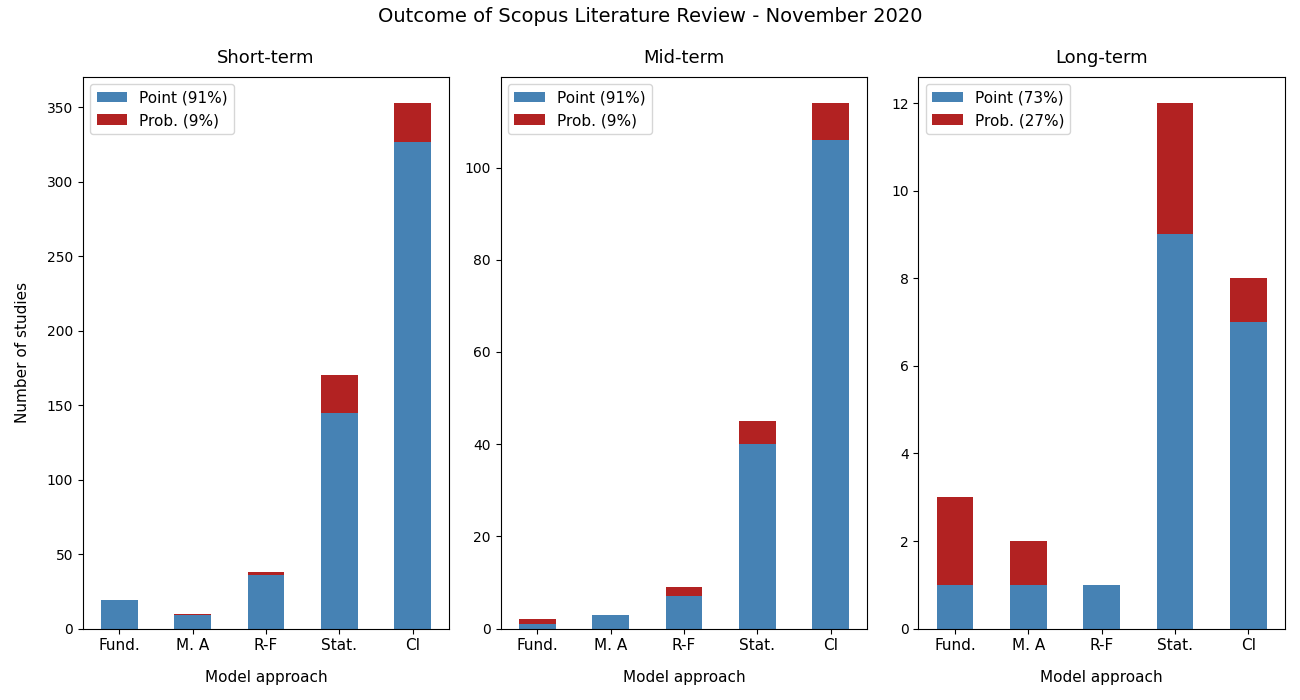 Outcome of Scopus Literature Review - November 2020
Short-term
Point (91%)
Prob. (9%)
350
300
250
200
150
100
50
0
Number of studies
Fund. M. A R-F Stat. CI
Model approach
Mid-term
Point (91%)
Prob. (9%)
100
80
60
40
20
0
Fund. M. A R-F Stat. CI
Model approach
Long-term
Point (73%)
Prob. (27%)
12
10
8
6
4
2
0
Fund. M. A R-F Stat. CI
Model approach